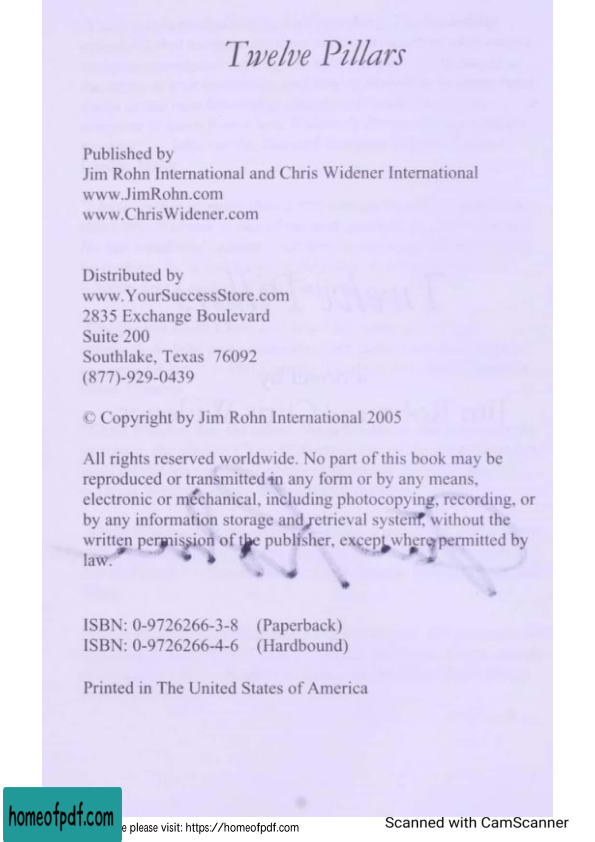 Twelve Pillars
Published by
Jim Rohn International and Chris Widener International
www.JimRohn.com
www.ChrisWidener.com
Distributed by
www.YourSuccessStore.com
2835 Exchange Boulevard
Suite 200
Southlake, Texas 76092
(877)-929-0439
© Copyright by Jim Rohn International 2005
All rights reserved worldwide. No part of this book may be
reproduced or transmitted in any form or by any means,
electronic or mechanical, including photocopying, recording, or
by any information storage and retrieval system, without the
written permission of the publisher, except where permitted by
law.
ISBN: 0-9726266-3-8 (Paperback)
ISBN: 0-9726266-4-6 (Hardbound)
Printed in The United States of America
homeofpdf.com
e please visit: https://homeofpdf.com
Scanned with CamScanner